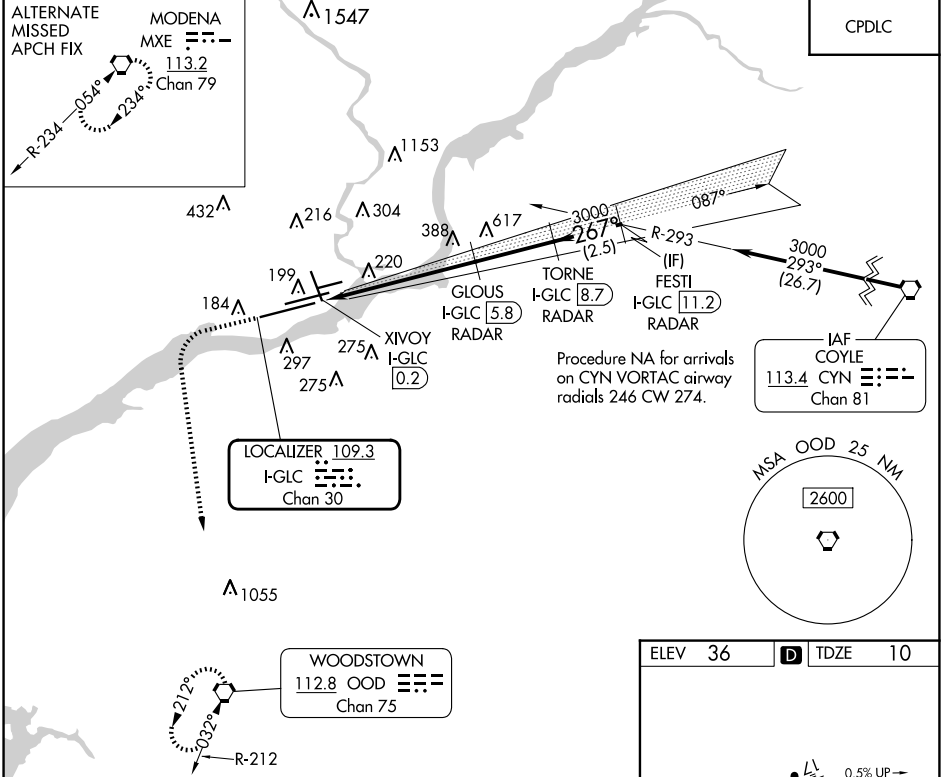 ALTERNATE
MISSED
APCH FIX
MODENA
MXE
113.2
Chan 79
R-234
054°
234°
1547
CPDLC
1153
432
216
304
388
617
3000
267°
(2.5)
087°
R-293
3000
293°
(26.7)
199
220
184
GLOUS
I-GLC 5.8
RADAR
TORNE
I-GLC 8.7
RADAR
(IF)
FESTI
I-GLC 11.2
RADAR
XIVOY
I-GLC
0.2
297
275
275
Procedure NA for arrivals
on CYN VORTAC airway
radials 246 CW 274.
IAF
COYLE
113.4 CYN
Chan 81
LOCALIZER 109.3
I-GLC
Chan 30
MSA OOD 25 NM
2600
1055
WOODSTOWN
112.8 OOD
Chan 75
212°
032°
R-212
ELEV 36 D TDZE 10
17
0.5% UP